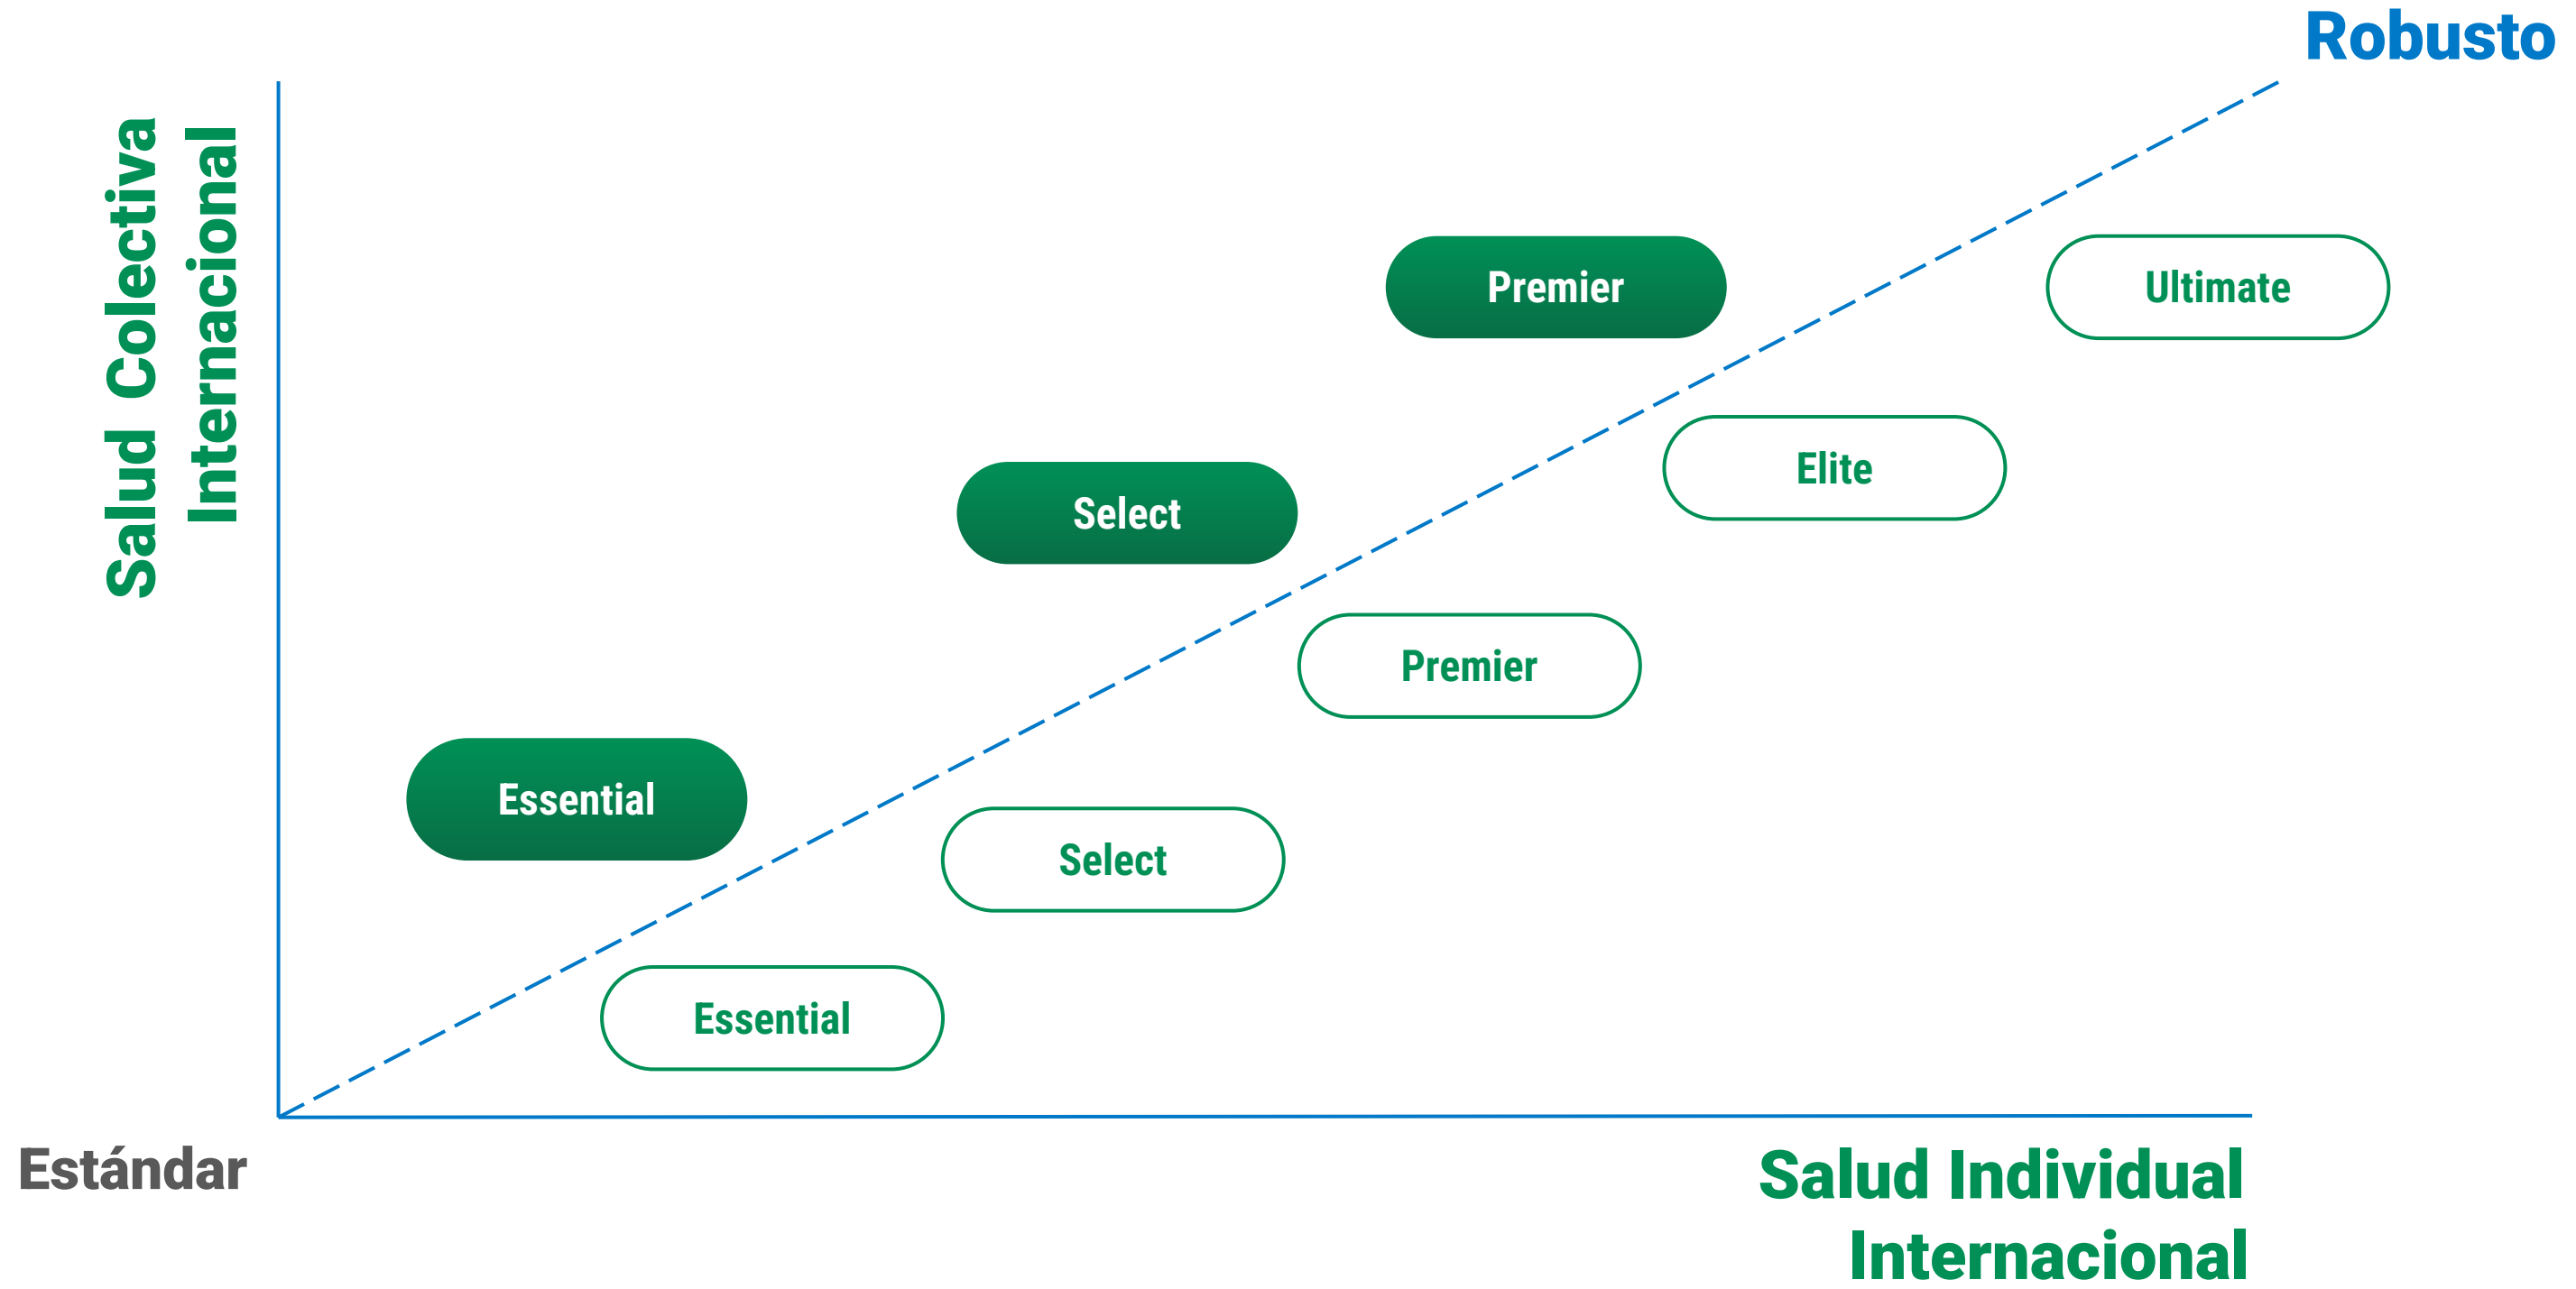 Robusto
Salud Colectiva
Internacional
Premier
Ultimate
Elite
Select
Premier
Essential
Select
Essential
Estándar
Salud Individual
Internacional